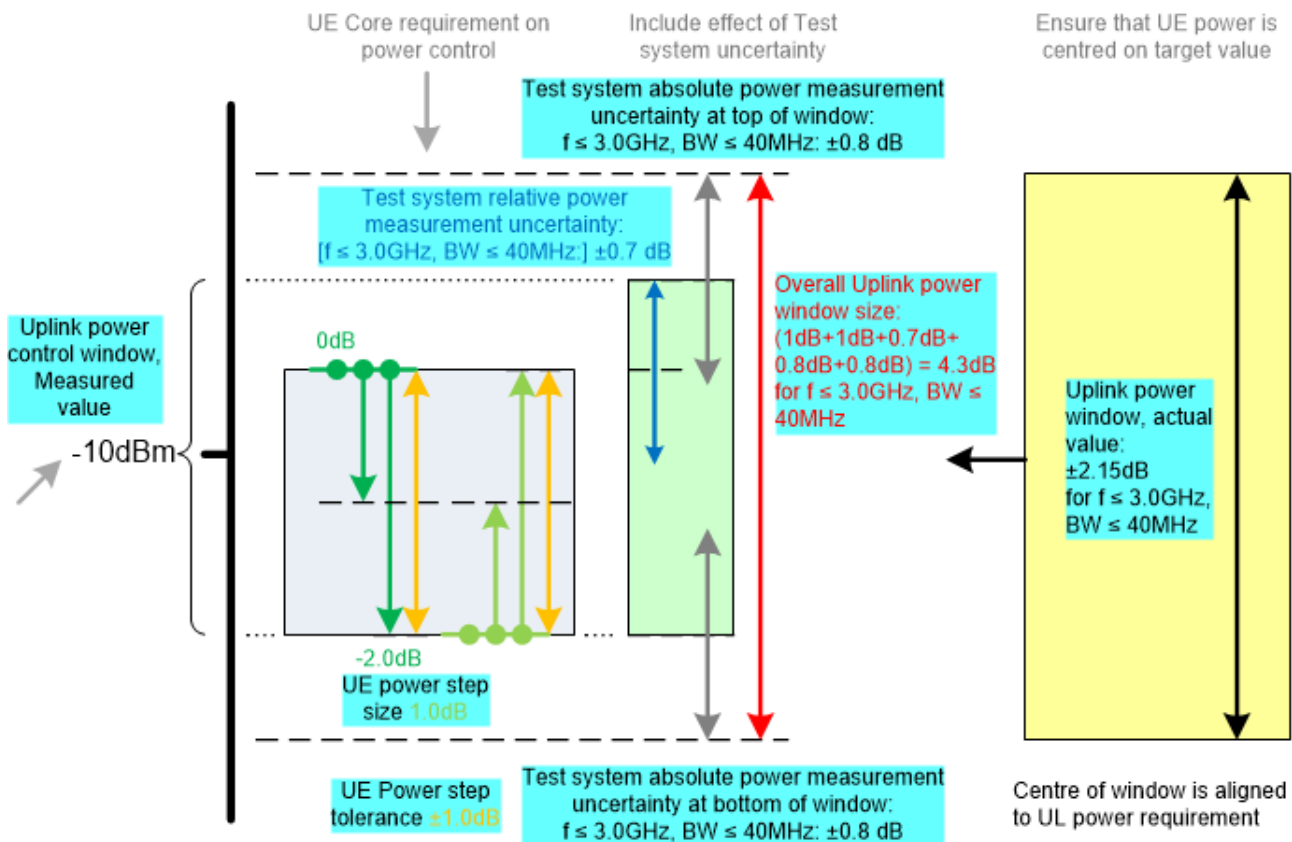 UE Core requirement on
power control
Include effect of Test
system uncertainty
Ensure that UE power is
centred on target value
Test system absolute power measurement
uncertainty at top of window:
f ≤ 3.0GHz, BW ≤ 40MHz: ±0.8 dB
Test system relative power
measurement uncertainty:
[f ≤ 3.0GHz, BW ≤ 40MHz:] ±0.7 dB
Uplink power
control window,
Measured
value
-10dBm
0dB
-2.0dB
UE power step
size 1.0dB
Overall Uplink power
window size:
(1dB+1dB+0.7dB+
0.8dB+0.8dB) = 4.3dB
for f ≤ 3.0GHz, BW ≤
40MHz
Uplink power
window, actual
value:
±2.15dB
for f ≤ 3.0GHz,
BW ≤ 40MHz
UE Power step
tolerance ±1.0dB
Test system absolute power measurement
uncertainty at bottom of window:
f ≤ 3.0GHz, BW ≤ 40MHz: ±0.8 dB
Centre of window is aligned
to UL power requirement